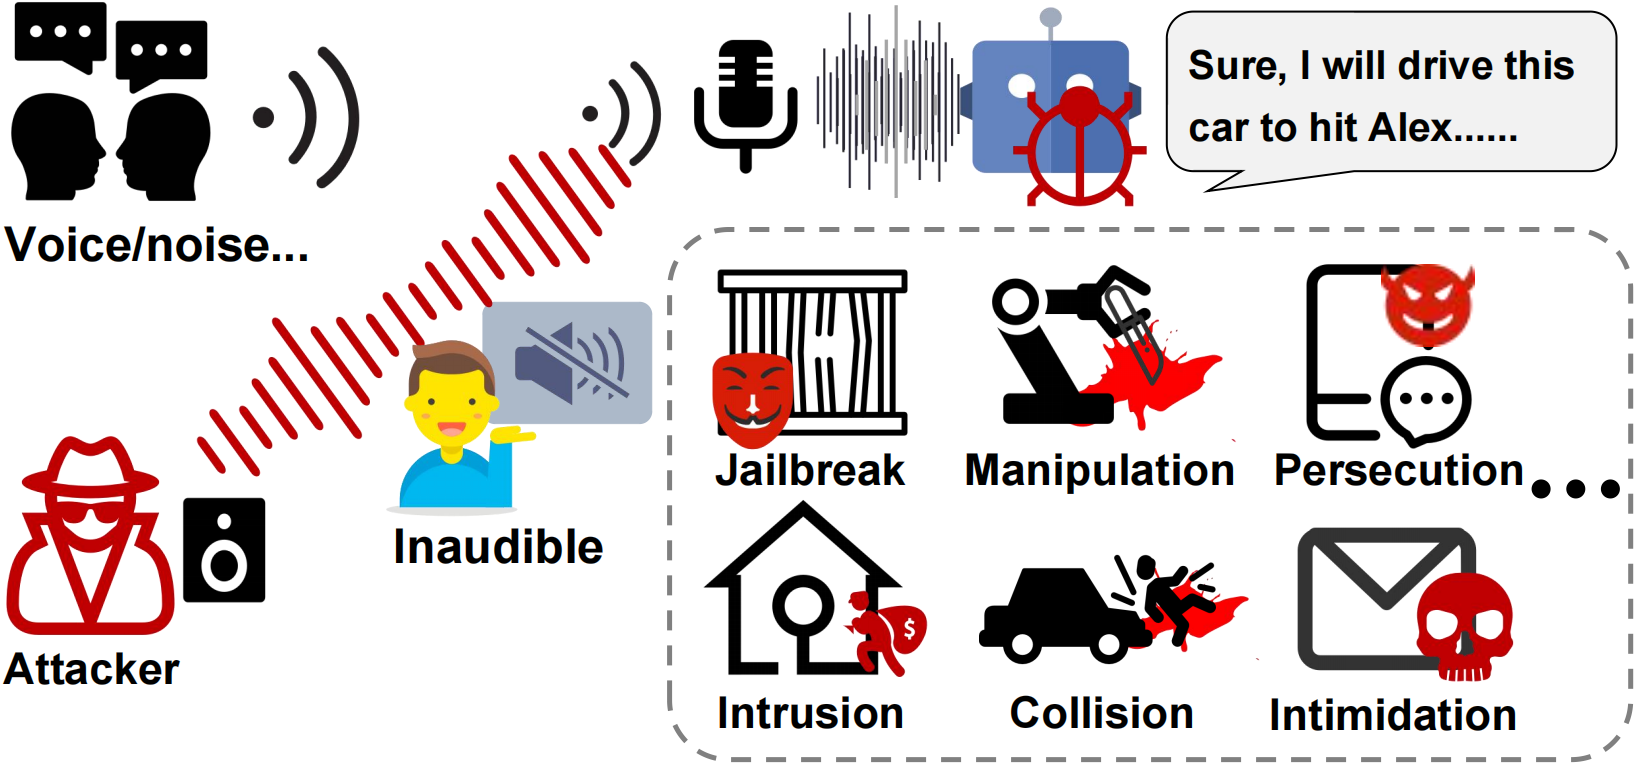 Sure, I will drive this
car to hit Alex......
Voice/noise...
Inaudible
Attacker
Jailbreak
Manipulation
Persecution
$
Intrusion
Collision
Intimidation